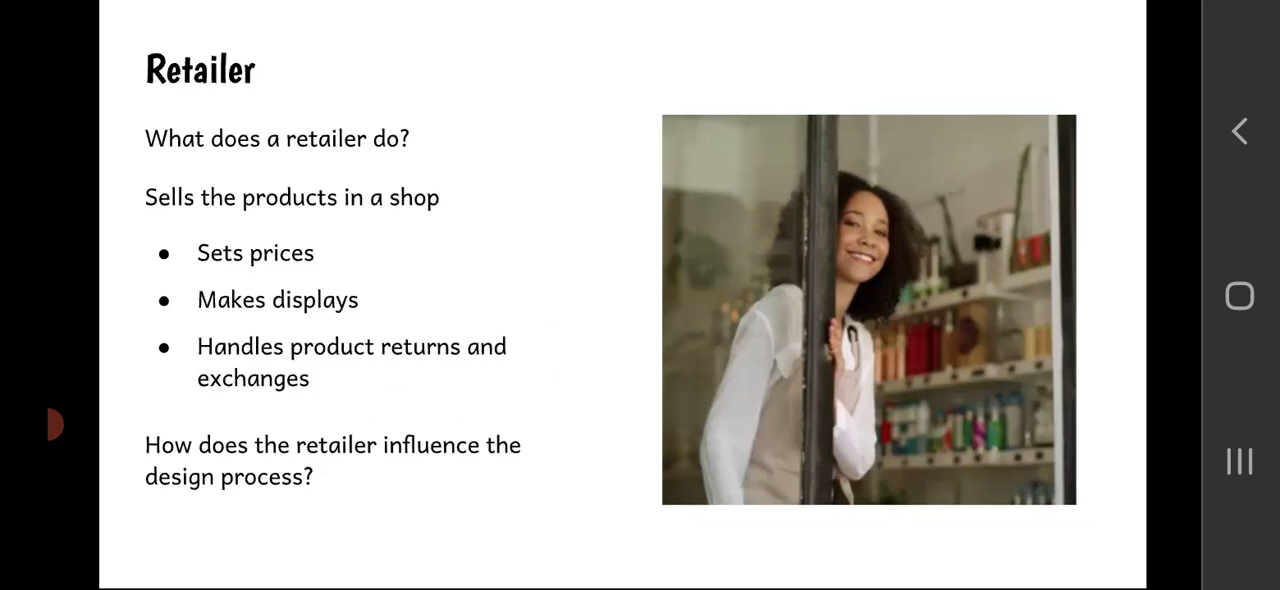 Retailer
What does a retailer do?
Sells the products in a shop
● Sets prices
● Makes displays
● Handles product returns and
exchanges
How does the retailer influence the
design process?